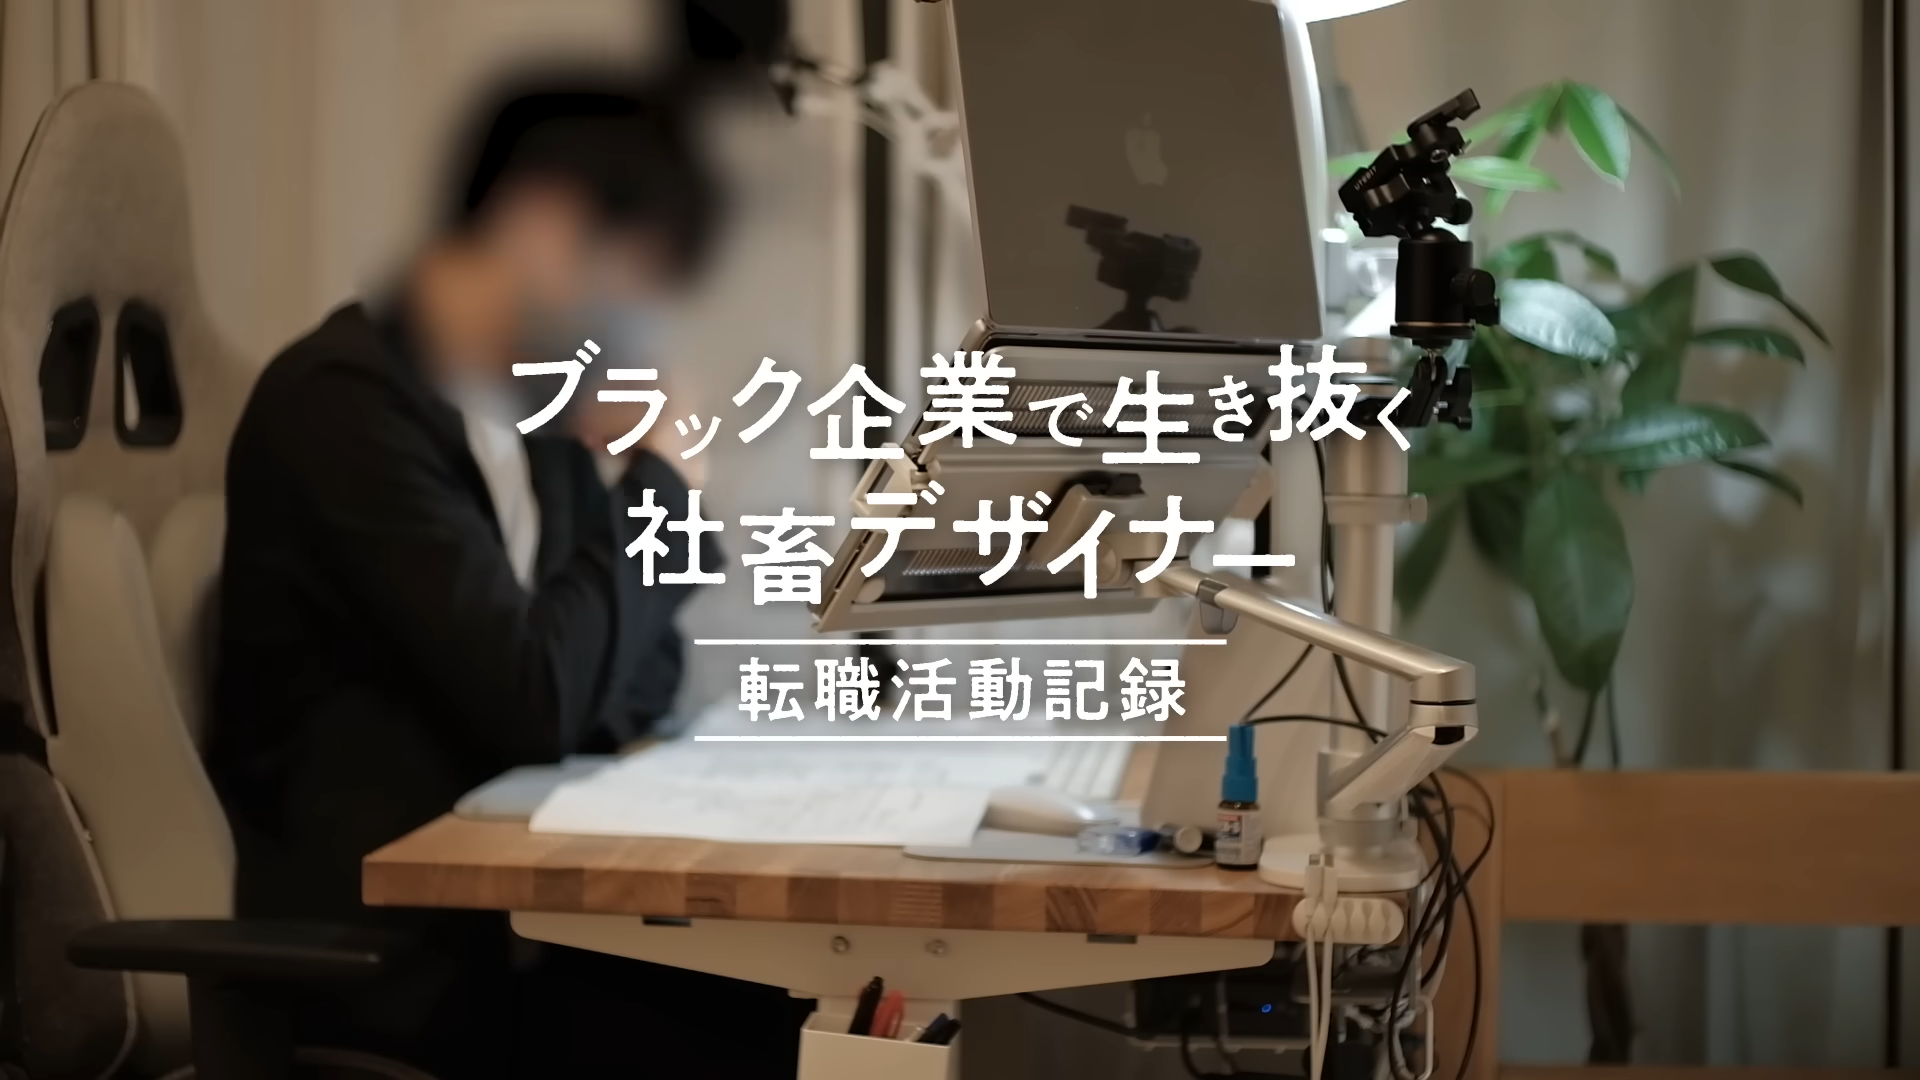 ブラック企業で生き抜く
社畜デザイナー
転職活動記録